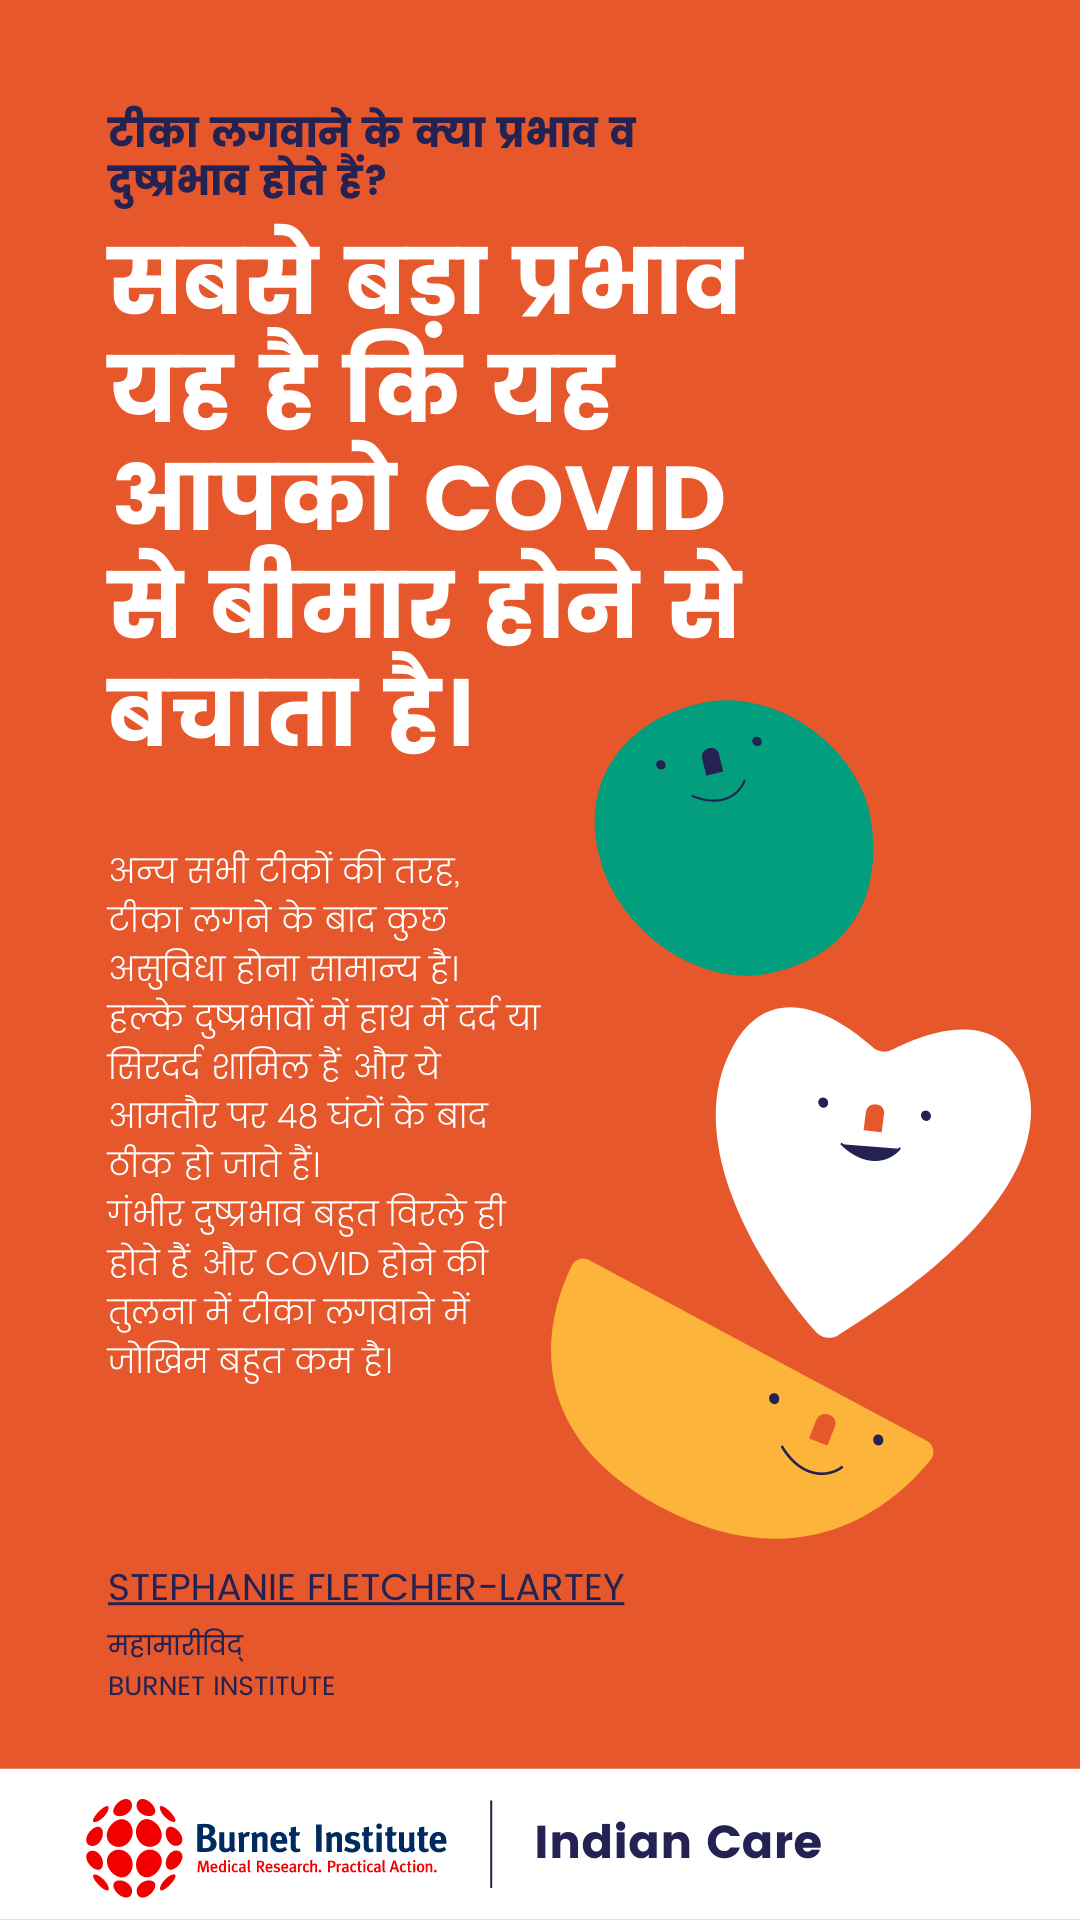 टीका लगवाने के क्या प्रभाव व
दुष्प्रभाव होते हैं?
सबसे बड़ा प्रभाव
यह है किं यह
आपको COVID
से बीमार होने से
बचाता है।
अन्य सभी टीकों की तरह,
टीका लगने के बाद कुछ
असुविधा होना सामान्य है।
हल्के दुष्प्रभावों में हाथ में दर्द या
सिरदर्द शामिल हैं और ये
आमतौर पर 48 घंटों के बाद
ठीक हो जाते हैं।
गंभीर दुष्प्रभाव बहुत विरले ही
होते हैं और COVID होने की
तुलना में टीका लगवाने में
जोखिम बहुत कम है।
STEPHANIE FLETCHER-LARTEY
महामारीविद्
BURNET INSTITUTE
Burnet Institute
Medical Research. Practical Action.
Indian Care